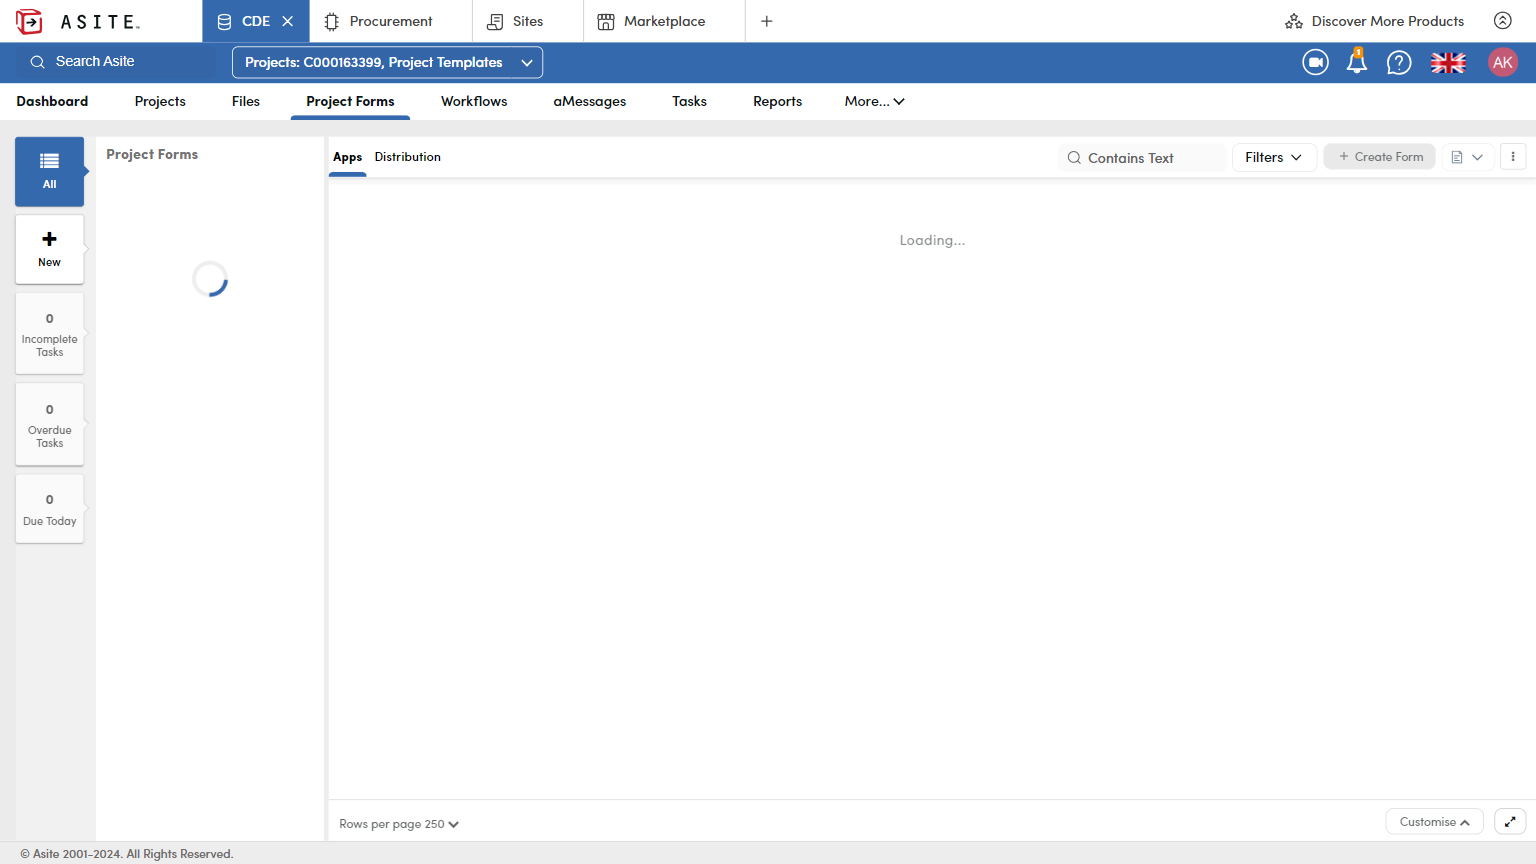 ASITE
CDE
Procurement
Sites
Marketplace
Discover More Products
Search Asite
Projects: C000163399, Project Templates
1
AK
Dashboard
Projects
Files
Project Forms
Workflows
aMessages
Tasks
Reports
More...
All
New
0
Incomplete
Tasks
0
Overdue
Tasks
0
Due Today
Project Forms
Apps
Distribution
Contains Text
Filters
+ Create Form
Loading...
Rows per page 250
Customise
© Asite 2001-2024. All Rights Reserved.